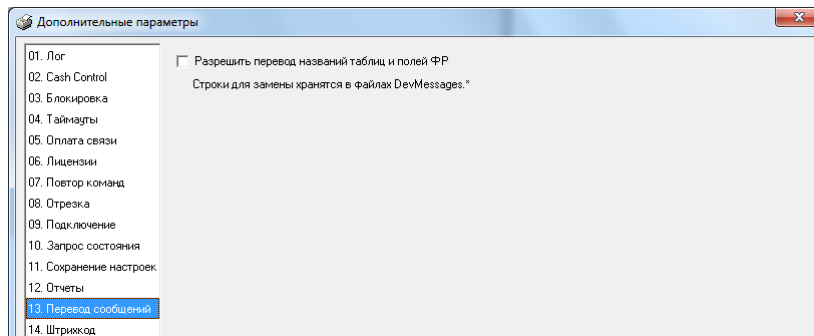 Дополнительные параметры
01. Лог
02. Cash Control
03. Блокировка
04. Таймауты
05. Оплата связи
06. Лицензии
07. Повтор команд
08. Отрезка
09. Подключение
10. Запрос состояния
11. Сохранение настроек
12. Отчеты
13. Перевод сообщений
14. Штрихкод
Разрешить перевод названий таблиц и полей ФР
Строки для замены хранятся в файлах DevMessages.*